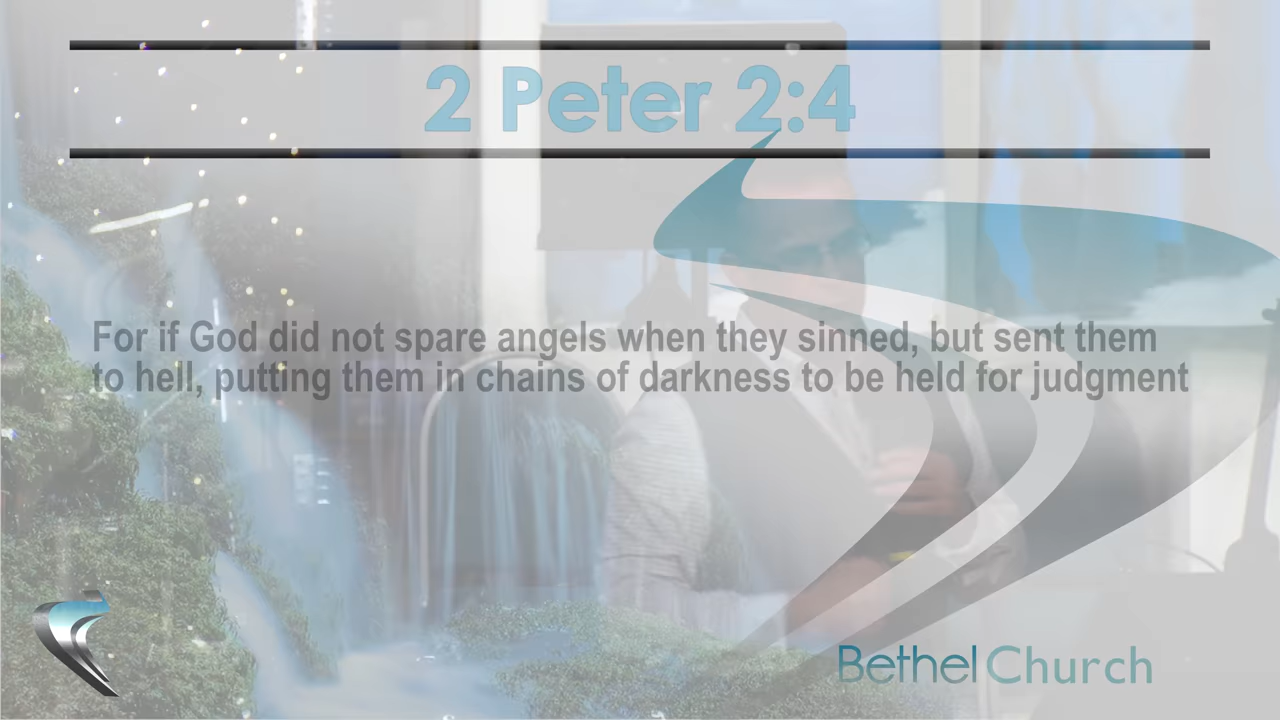 2 Peter 2:4
For if God did not spare angels when they sinned, but sent them
to hell, putting them in chains of darkness to be held for judgment
Bethel Church